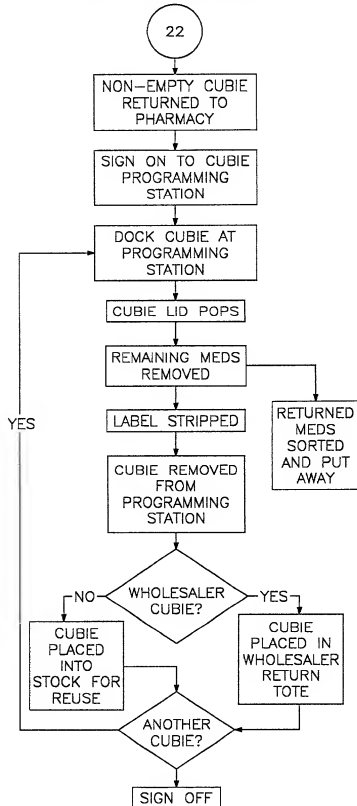 22
NON-EMPTY CUBIE
RETURNED TO
PHARMACY
SIGN ON TO CUBIE
PROGRAMMING
STATION
DOCK CUBIE AT
PROGRAMMING
STATION
CUBIE LID POPS
REMAINING MEDS
REMOVED
YES
LABEL STRIPPED
RETURNED
MEDS
SORTED
AND PUT
AWAY
CUBIE REMOVED
FROM
PROGRAMMING
STATION
WHOLESALER
CUBIE?
NO
YES
CUBIE
PLACED
INTO
STOCK FOR
REUSE
CUBIE
PLACED IN
WHOLESALER
RETURN
TOTE
ANOTHER
CUBIE?
SIGN OFF